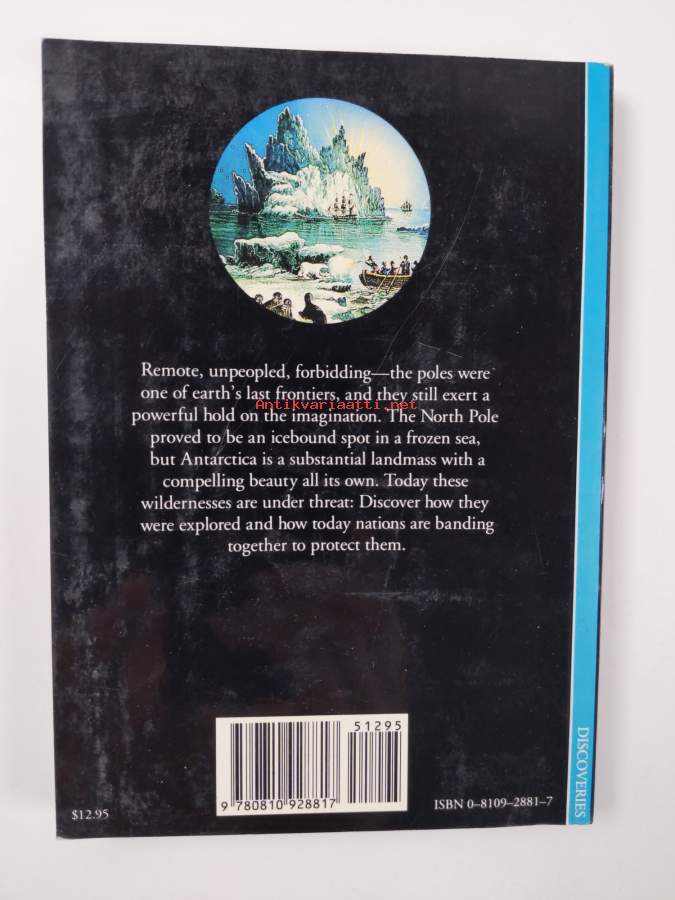 Remote, unpeopled, forbidding—the poles were
one of earth's last frontiers, and they still exert a
Antikvariaatti.net
powerful hold on the imagination. The North Pole
proved to be an icebound spot in a frozen sea,
but Antarctica is a substantial landmass with a
compelling beauty all its own. Today these
wildernesses are under threat: Discover how they
were explored and how today nations are banding
together to protect them.
51295
9 780810 928817
$12.95
ISBN 0-8109-2881-7
DISCOVERIES